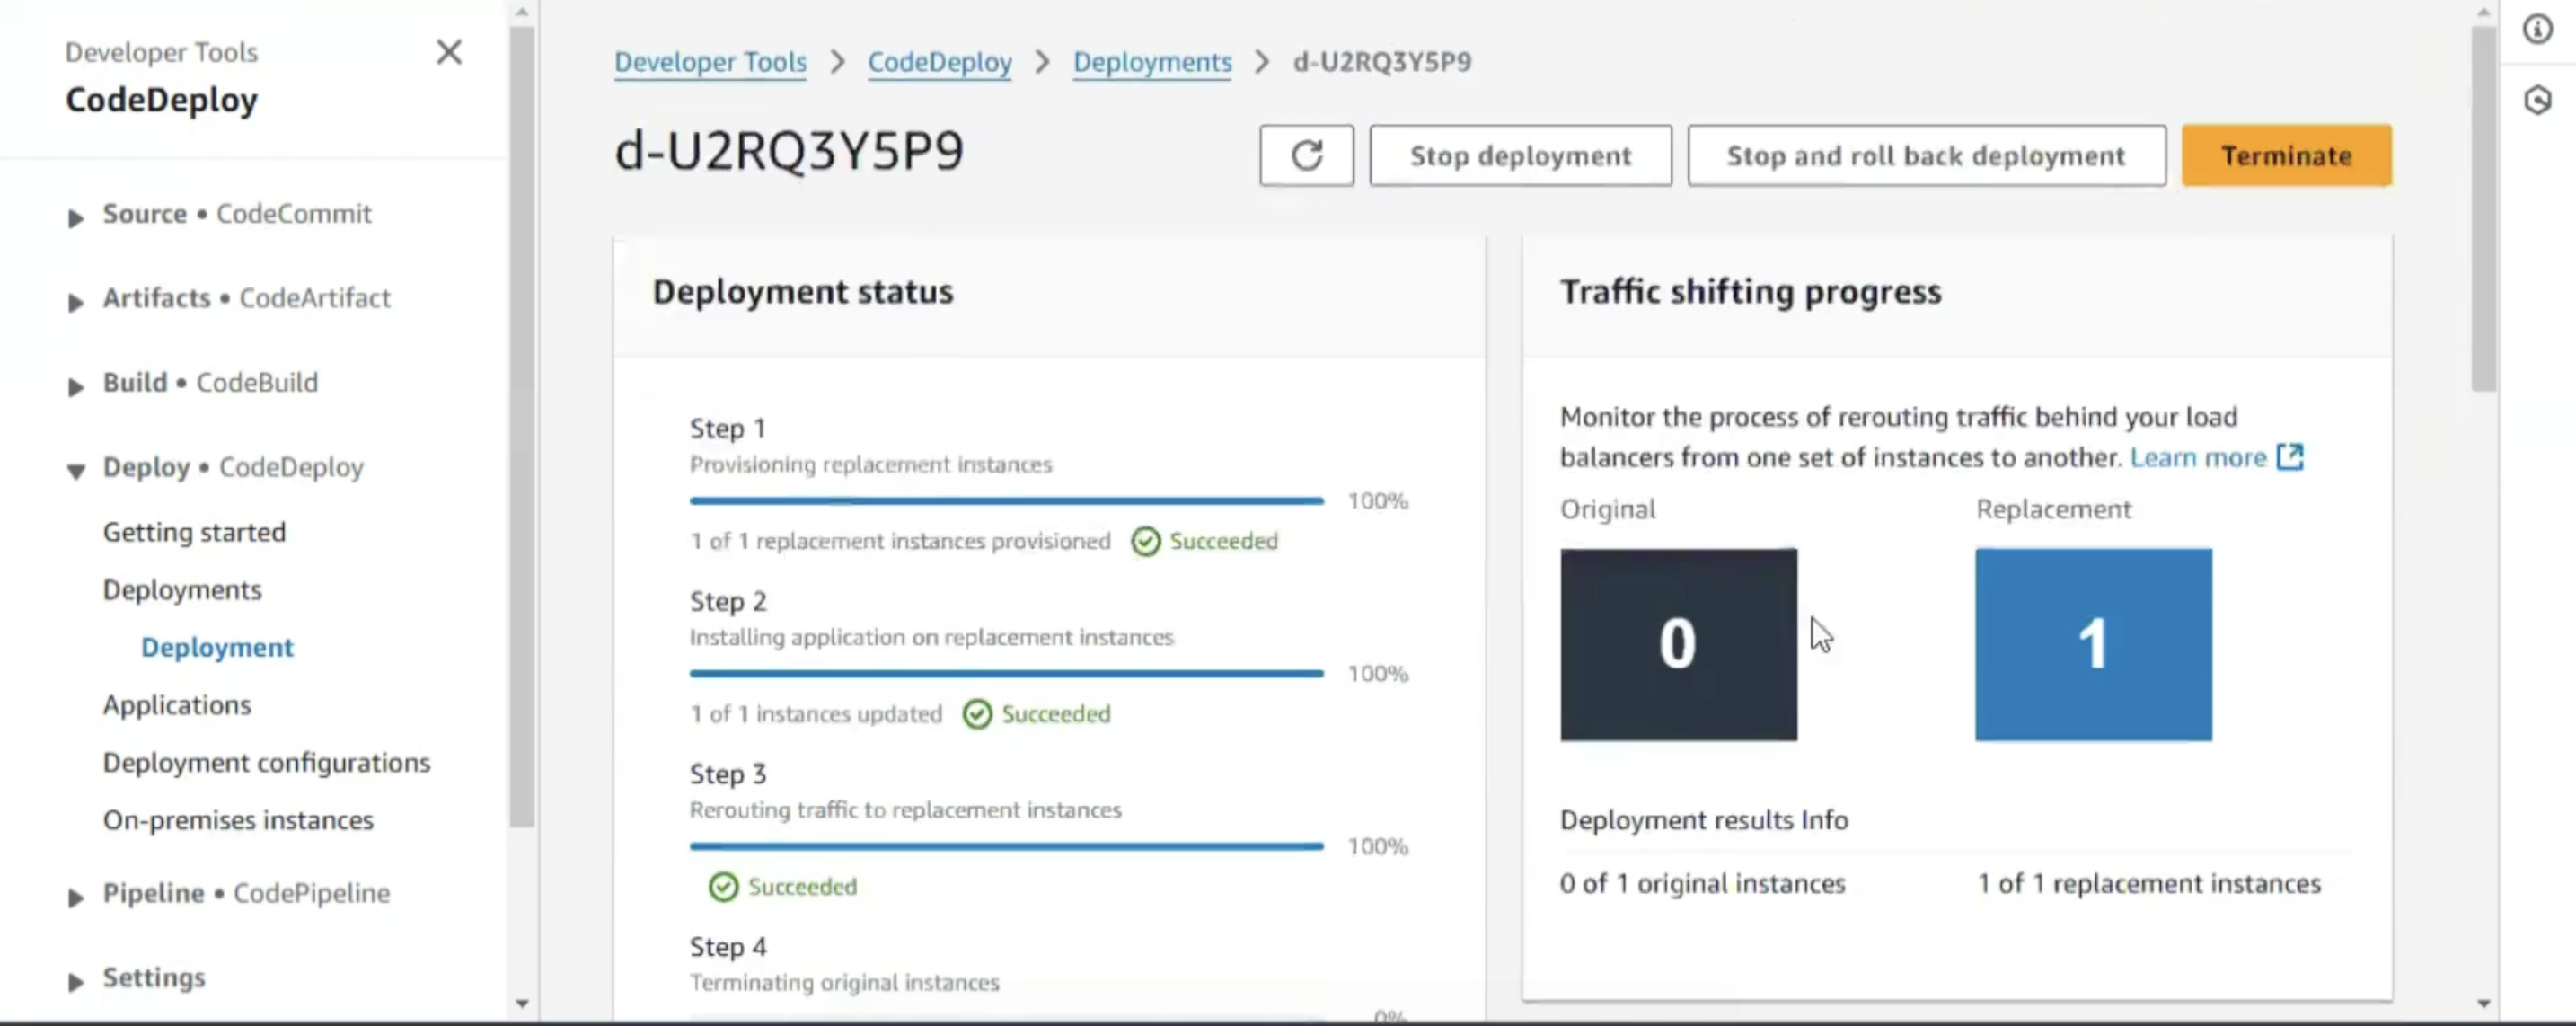 Developer Tools
CodeDeploy
Source • CodeCommit
Artifacts • CodeArtifact
Build • CodeBuild
Deploy • CodeDeploy
Getting started
Deployments
Deployment
Applications
Deployment configurations
On-premises instances
Pipeline • CodePipeline
Settings
Developer Tools > CodeDeploy > Deployments > d-U2RQ3Y5P9
d-U2RQ3Y5P9
Stop deployment
Stop and roll back deployment
Terminate
Deployment status
Step 1
Provisioning replacement instances
100%
1 of 1 replacement instances provisioned Succeeded
Step 2
Installing application on replacement instances
100%
1 of 1 instances updated Succeeded
Step 3
Rerouting traffic to replacement instances
100%
Succeeded
Step 4
Terminating original instances
0%
Traffic shifting progress
Monitor the process of rerouting traffic behind your load
balancers from one set of instances to another. Learn more
Original Replacement
0 1
Deployment results Info
0 of 1 original instances 1 of 1 replacement instances